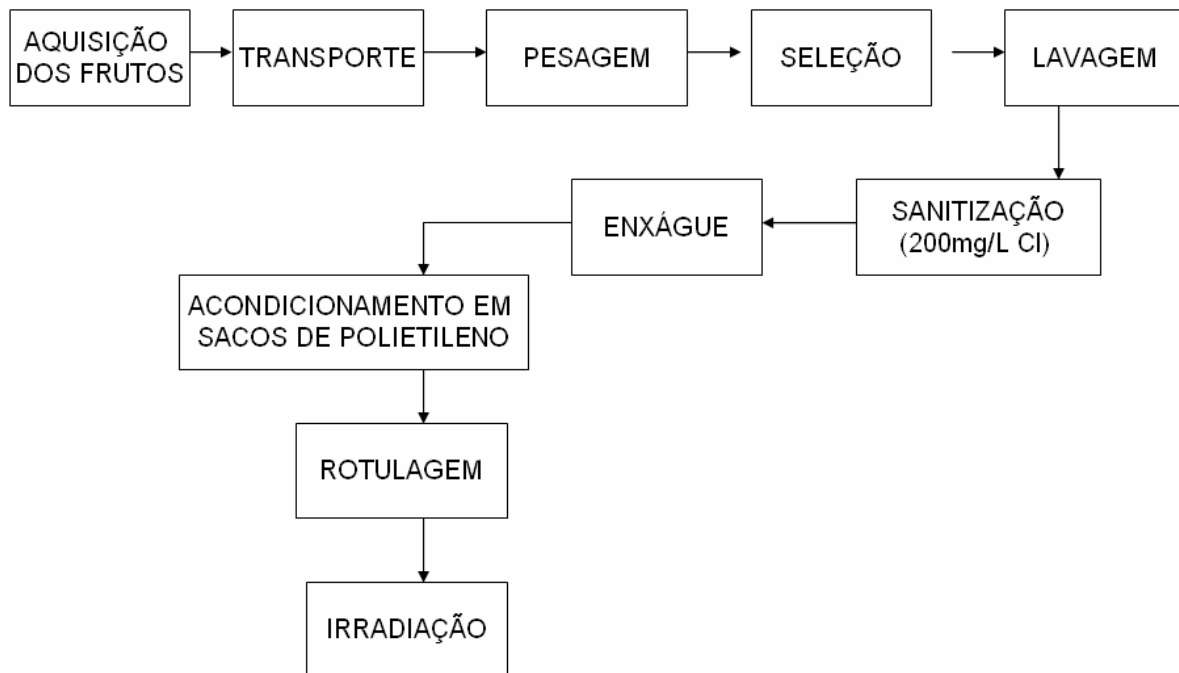 AQUISIÇÃO
DOS FRUTOS
TRANSPORTE
PESAGEM
SELEÇÃO
LAVAGEM
SANITIZAÇÃO
(200mg/L Cl)
ENXÁGUE
ACONDICIONAMENTO EM
SACOS DE POLIETILENO
ROTULAGEM
IRRADIAÇÃO